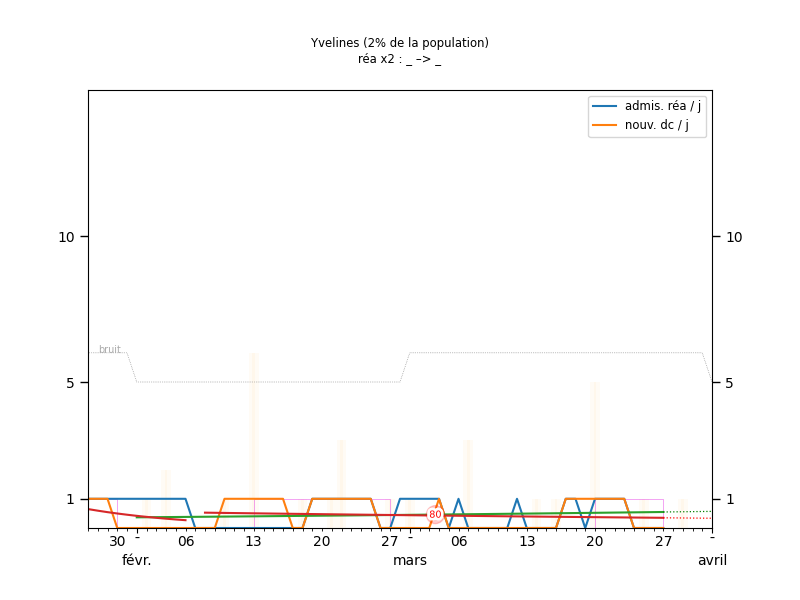 Yvelines (2% de la population)
réa x2 : _ –> _
admis. réa / j
nouv. dc / j
10 10
bruit
5 5
80
1 1
30 - 06 13 20 27 - 06 13 20 27 -
févr. mars avril